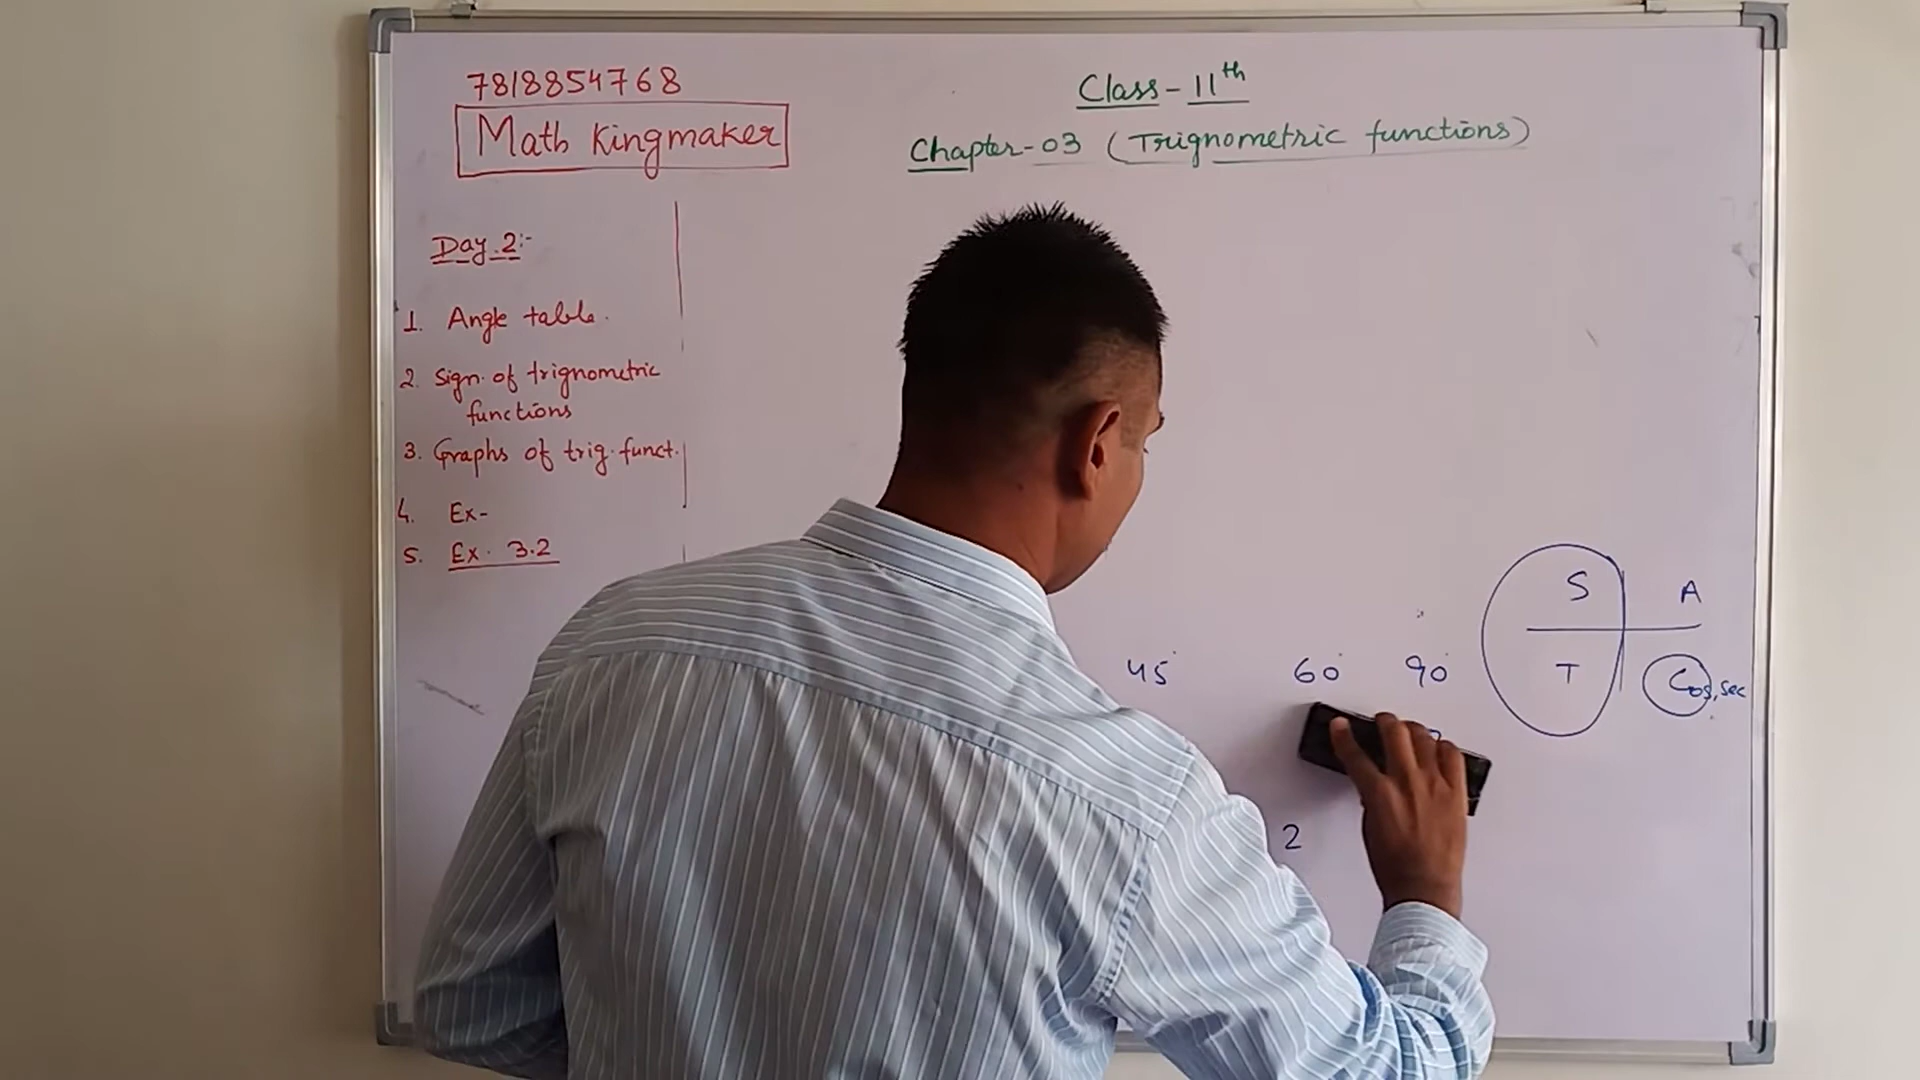 7818854768
Math Kingmaker
Class-11th
Chapter-03 (Trignometric functions)
Day 2:-
1. Angle table.
2. Sign of trignometric
functions
3. Graphs of trig. funct.
4. Ex-
5. Ex. 3.2
S A
T Cos, sec
45° 60° 90°
2